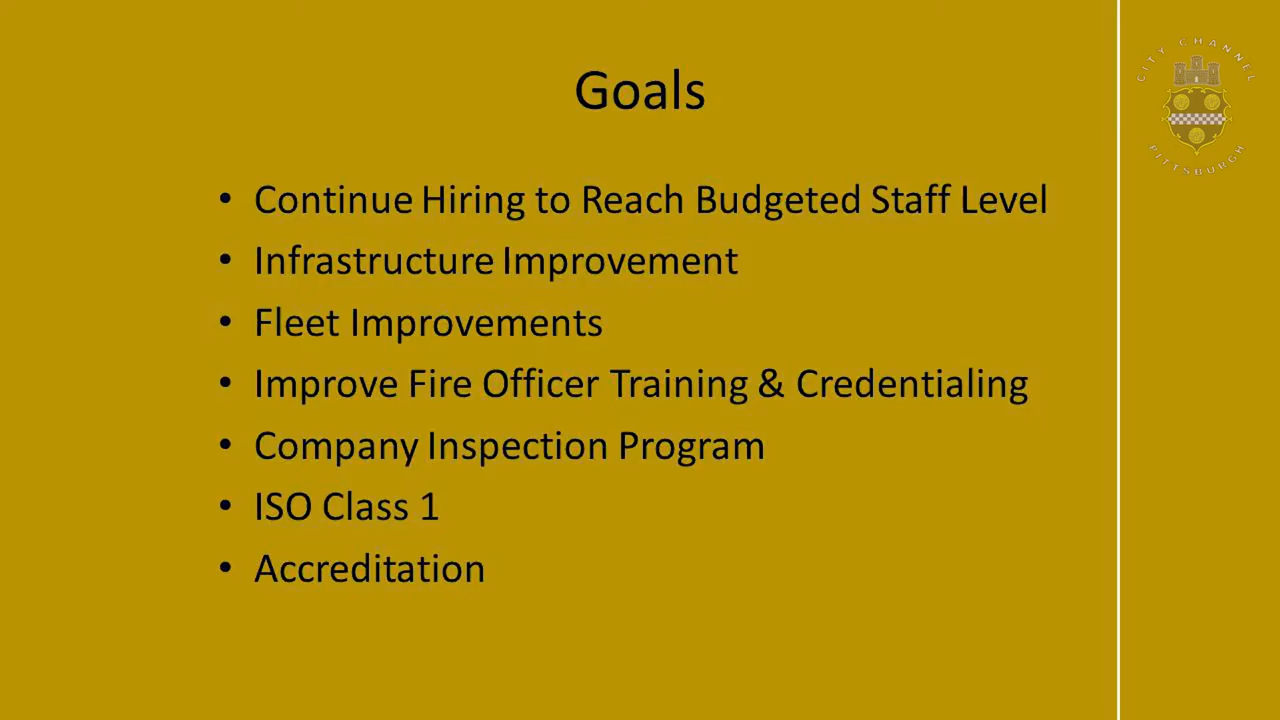 Goals
• Continue Hiring to Reach Budgeted Staff Level
• Infrastructure Improvement
• Fleet Improvements
• Improve Fire Officer Training & Credentialing
• Company Inspection Program
• ISO Class 1
• Accreditation
CITY CHANNEL
PITTSBURGH